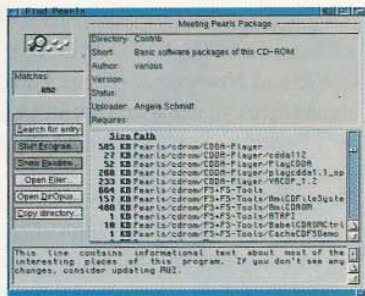 Find Pearls
Meeting Pearls Package
Directory: Contrib
Short: Basic software packages of this CD-ROM
Author: various
Version:
Status:
Uploader: Angela Schmidt
Requires:
Matches:
692
Search for entry
Start Program...
Show Readme...
Open Filer...
Open DirOpus...
Copy directory...
Size Path
505 KB Pearls/cdrom/CDDA-Player
27 KB Pearls/cdrom/CDDA-Player/cdda112
52 KB Pearls/cdrom/CDDA-Player/PlayCDDA
268 KB Pearls/cdrom/CDDA-Player/playcdda1.1_sp
233 KB Pearls/cdrom/CDDA-Player/YACDP_1.2
604 KB Pearls/cdrom/FS+FS-Tools
157 KB Pearls/cdrom/FS+FS-Tools/AmiCDFileSyste
400 KB Pearls/cdrom/FS+FS-Tools
1 KB Pearls/cdrom/FS+FS-Tools/ATAPI
10 KB Pearls/cdrom/FS+FS-Tools/BabelCDROMCtrl
1 KB Pearls/cdrom/FS+FS-Tools/CacheCDFSDemo
This line contains informational text about most of the
interesting places of this program. If you don't see any
changes, consider updating MUI.